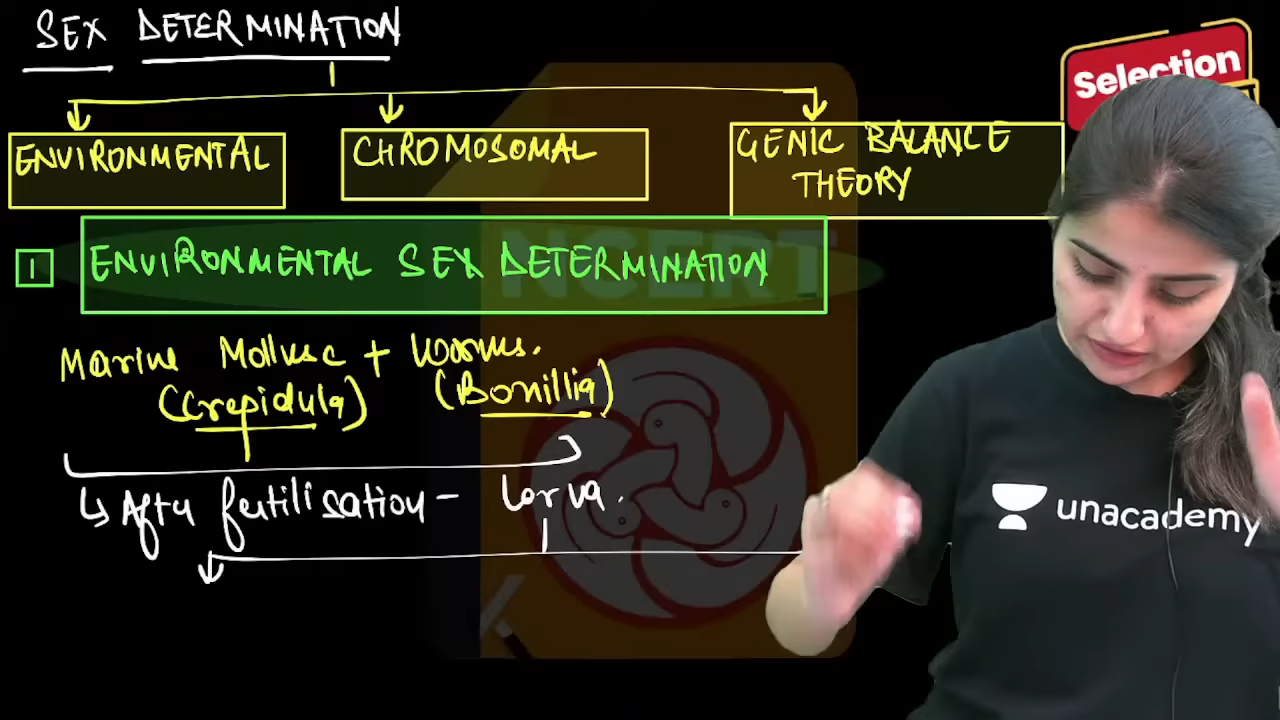 SEX DETERMINATION
Selection
ENVIRONMENTAL
CHROMOSOMAL
GENIC BALANCE
THEORY
1
ENVIRONMENTAL SEX DETERMINATION
NCERT
Marine Mollusc + Worms.
(Crepidula)
(Bonillia)
↳ After fertilisation - Larva.
unacademy